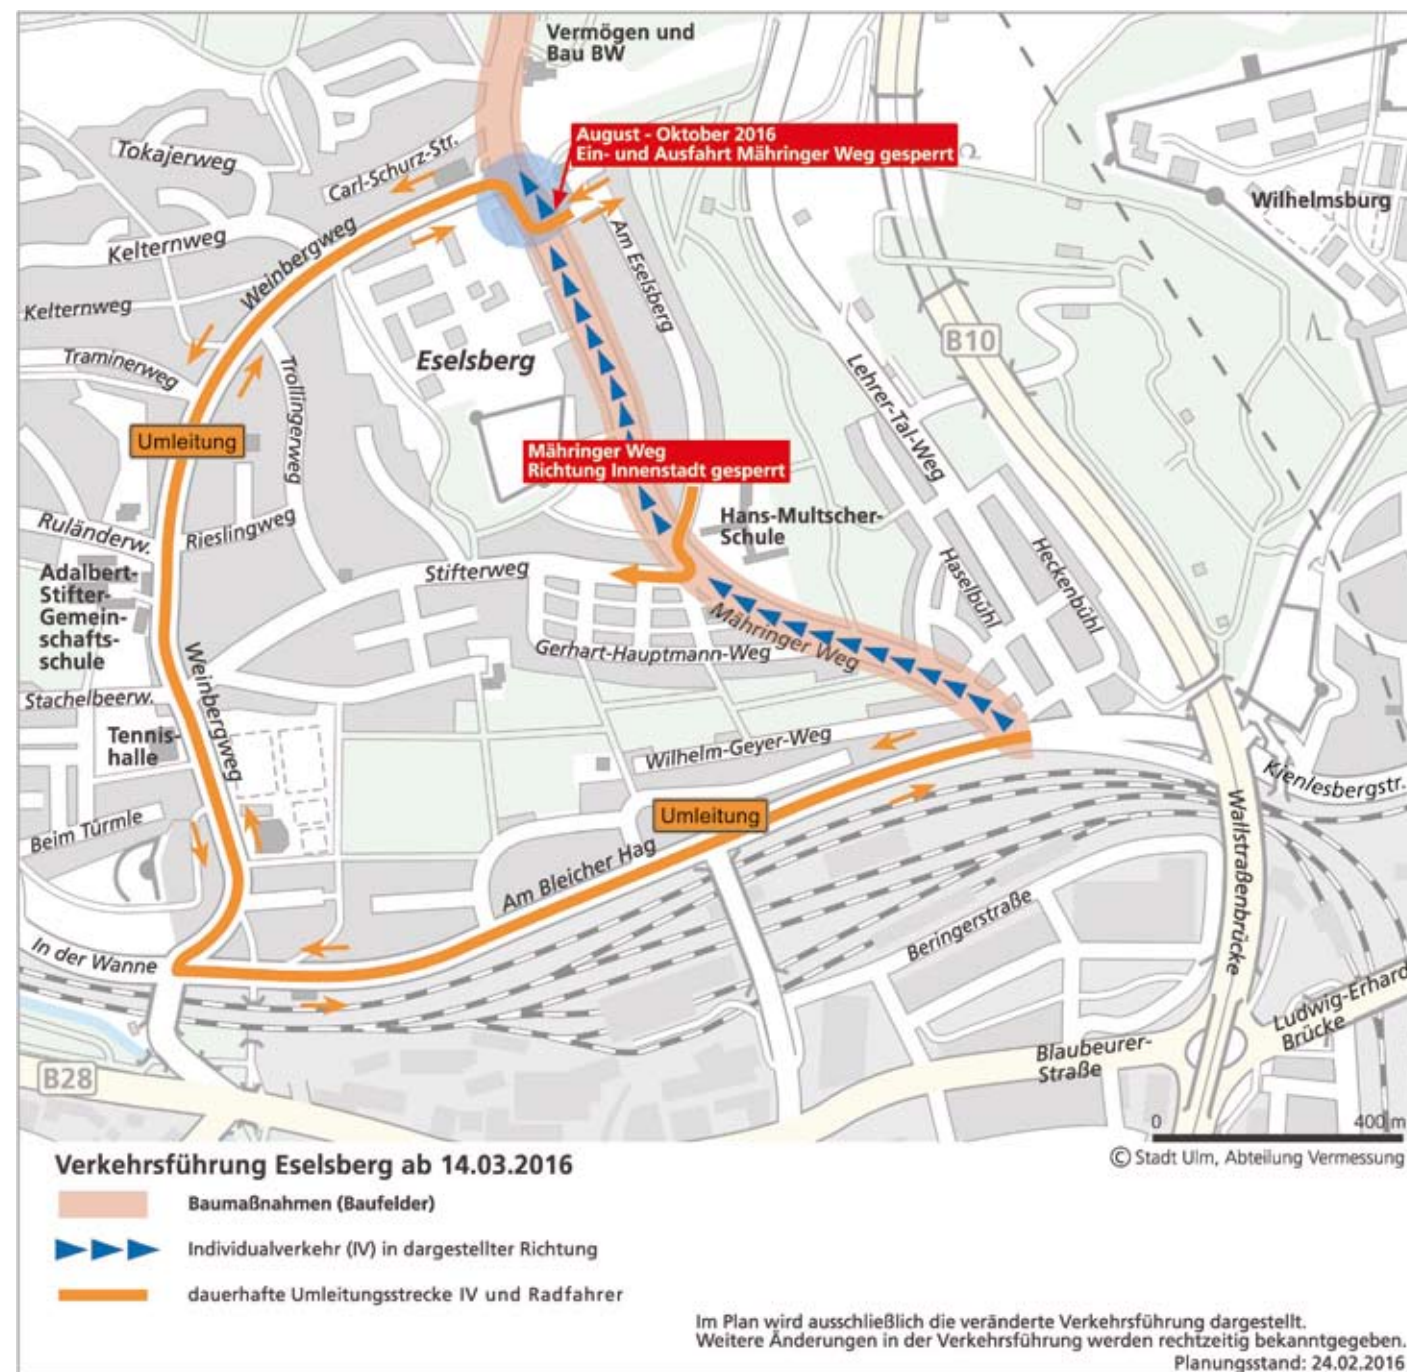 Vermögen und
Bau BW
August - Oktober 2016
Ein- und Ausfahrt Mähringer Weg gesperrt
Tokajerweg
Carl-Schurz-Str.
Wilhelmsburg
Kelternweg
Weinbergweg
Am Eselsberg
Kelternweg
B10
Traminerweg
Trollingerweg
Eselsberg
Lehrer-Tal-Weg
Umleitung
Mähringer Weg
Richtung Innenstadt gesperrt
Ruländerw.
Rieslingweg
Hans-Multscher-
Schule
Adalbert-
Stifter-
Gemein-
schafts-
schule
Stifterweg
Haselbühl
Heckenbühl
Mähringer Weg
Gerhart-Hauptmann-Weg
Stachelbeerw.
Weinbergweg
Tennis-
halle
Wilhelm-Geyer-Weg
Kienlesbergstr.
Umleitung
Beim Türmle
Wallstraßenbrücke
Am Bleicher Hag
Beringerstraße
In der Wanne
Ludwig-Erhard
Brücke
Blaubeurer-
Straße
B28
0 400 m
© Stadt Ulm, Abteilung Vermessung
Verkehrsführung Eselsberg ab 14.03.2016
Baumaßnahmen (Baufelder)
Individualverkehr (IV) in dargestellter Richtung
dauerhafte Umleitungsstrecke IV und Radfahrer
Im Plan wird ausschließlich die veränderte Verkehrsführung dargestellt.
Weitere Änderungen in der Verkehrsführung werden rechtzeitig bekanntgegeben.
Planungsstand: 24.02.2016